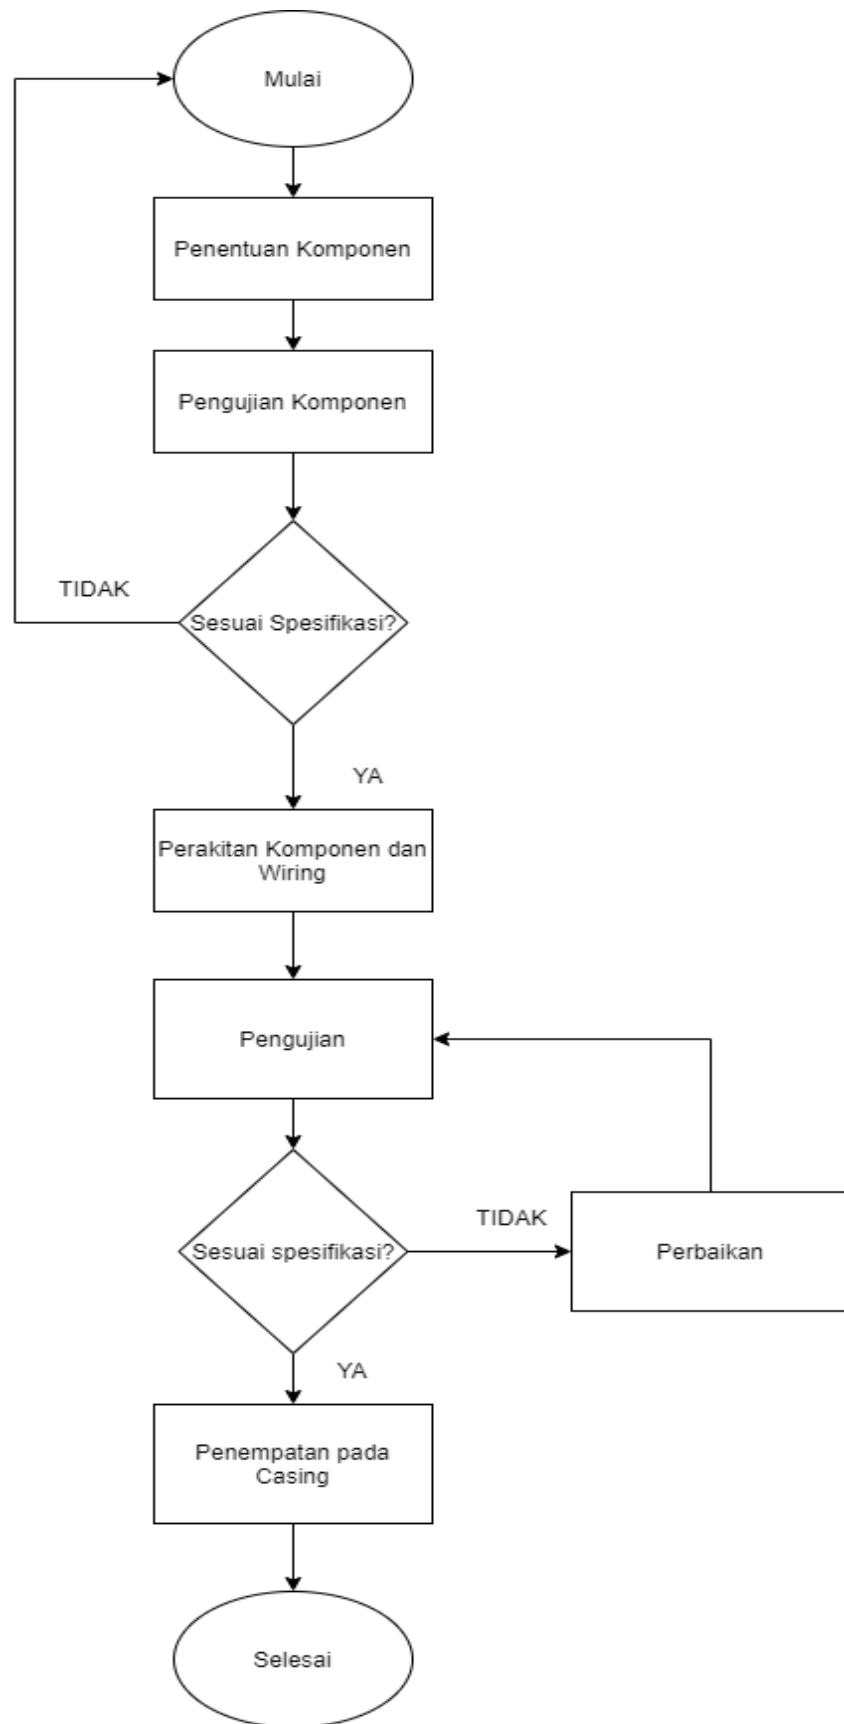 Mulai
Penentuan Komponen
Pengujian Komponen
TIDAK
Sesuai Spesifikasi?
YA
Perakitan Komponen dan
Wiring
Pengujian
TIDAK
Sesuai spesifikasi?
Perbaikan
YA
Penempatan pada
Casing
Selesai